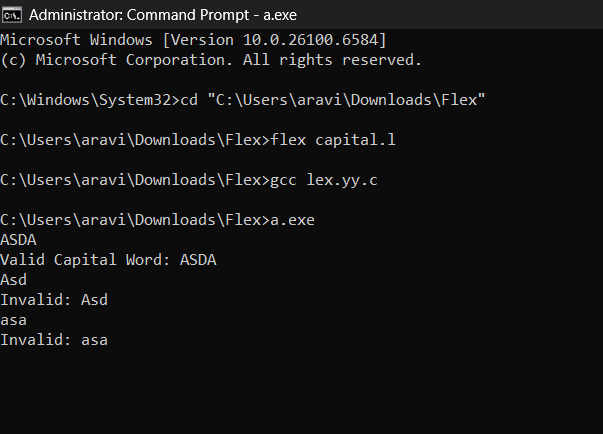 Administrator: Command Prompt - a.exe
Microsoft Windows [Version 10.0.26100.6584]
(c) Microsoft Corporation. All rights reserved.
C:\Windows\System32>cd "C:\Users\aravi\Downloads\Flex"
C:\Users\aravi\Downloads\Flex>flex capital.l
C:\Users\aravi\Downloads\Flex>gcc lex.yy.c
C:\Users\aravi\Downloads\Flex>a.exe
ASDA
Valid Capital Word: ASDA
Asd
Invalid: Asd
asa
Invalid: asa